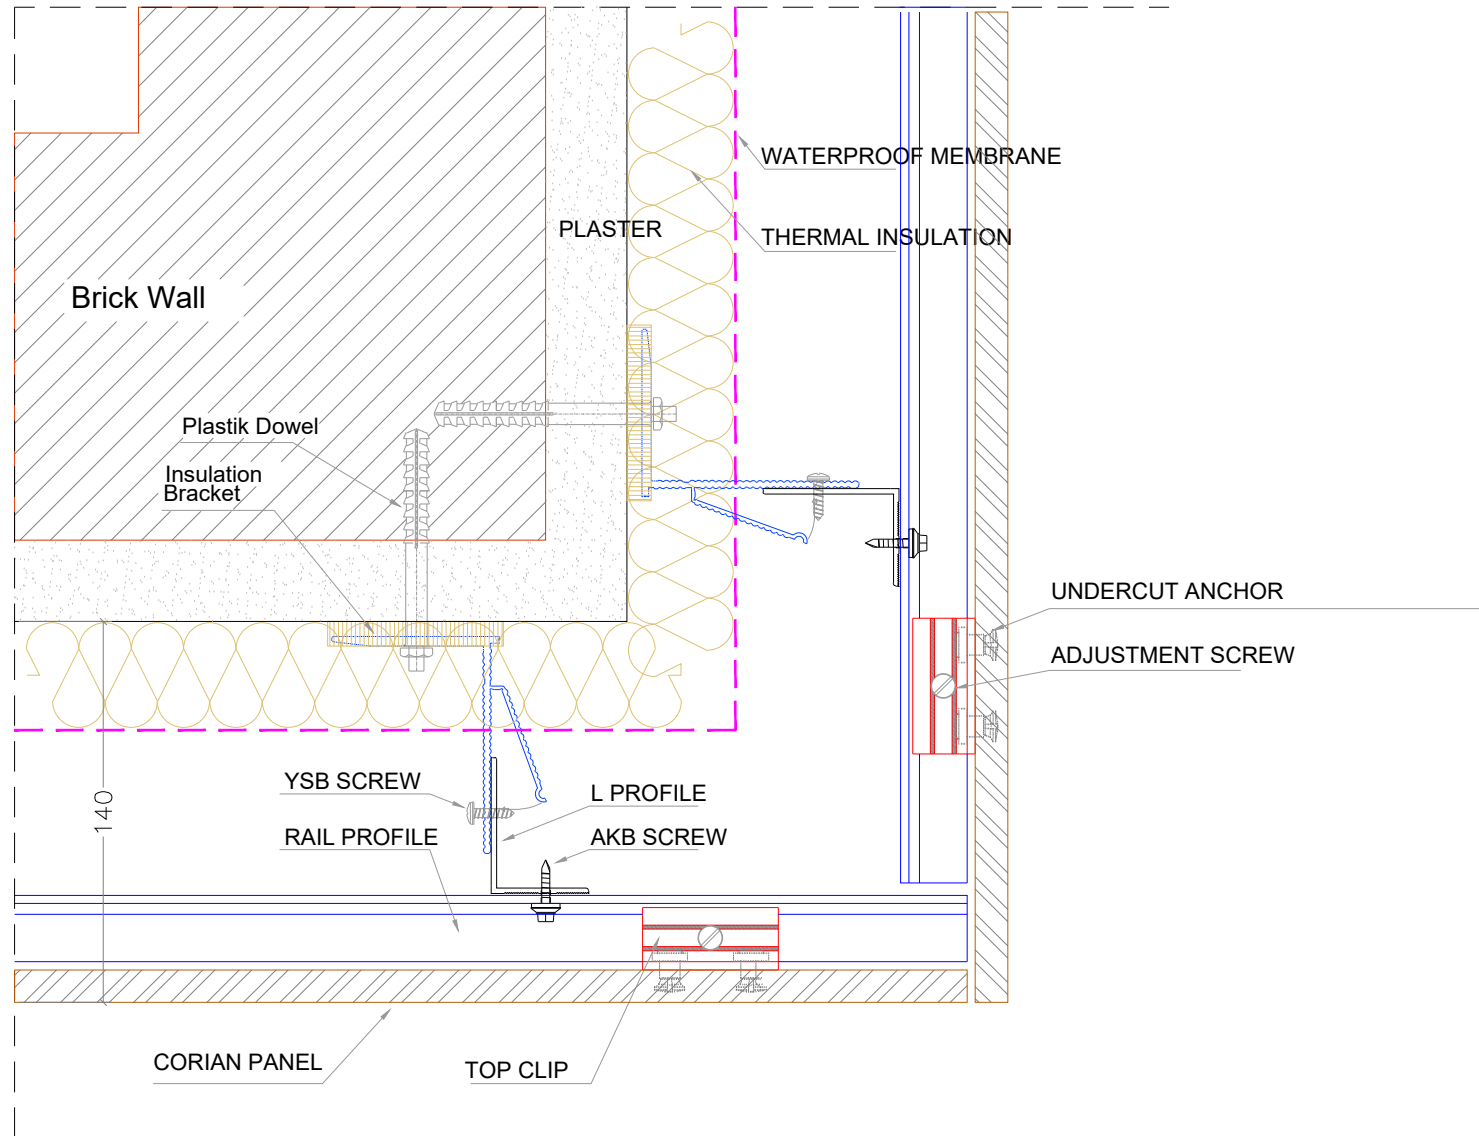 WATERPROOF MEMBRANE
PLASTER
THERMAL INSULATION
Brick Wall
Plastik Dowel
Insulation
Bracket
UNDERCUT ANCHOR
ADJUSTMENT SCREW
YSB SCREW
L PROFILE
140
RAIL PROFILE
AKB SCREW
CORIAN PANEL
TOP CLIP